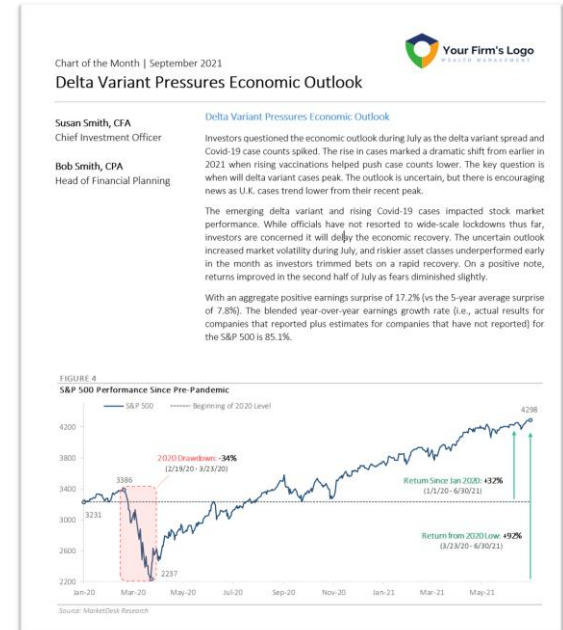 Your Firm's Logo
WEALTH MANAGEMENT
Chart of the Month | September 2021
Delta Variant Pressures Economic Outlook
Susan Smith, CFA
Chief Investment Officer
Bob Smith, CPA
Head of Financial Planning
Delta Variant Pressures Economic Outlook
Investors questioned the economic outlook during July as the delta variant spread and
Covid-19 case counts spiked. The rise in cases marked a dramatic shift from earlier in
2021 when rising vaccinations helped push case counts lower. The key question is
when will delta variant cases peak. The outlook is uncertain, but there is encouraging
news as U.K. cases trend lower from their recent peak.
The emerging delta variant and rising Covid-19 cases impacted stock market
performance. While officials have not resorted to wide-scale lockdowns thus far,
investors are concerned it will delay the economic recovery. The uncertain outlook
increased market volatility during July, and riskier asset classes underperformed early
in the month as investors trimmed bets on a rapid recovery. On a positive note,
returns improved in the second half of July as fears diminished slightly.
With an aggregate positive earnings surprise of 17.2% (vs the 5-year average surprise
of 7.8%). The blended year-over-year earnings growth rate (i.e., actual results for
companies that reported plus estimates for companies that have not reported) for
the S&P 500 is 85.1%.
FIGURE 4
S&P 500 Performance Since Pre-Pandemic
S&P 500 Beginning of 2020 Level
4298
4200
3800
3400
3000
2600
2200
2020 Drawdown: -34%
(2/19/20 - 3/23/20)
3386
3231
2237
Return Since Jan 2020: +32%
(1/1/20 - 6/30/21)
Return from 2020 Low: +92%
(3/23/20 - 6/30/21)
Jan-20 Mar-20 May-20 Jul-20 Sep-20 Nov-20 Jan-21 Mar-21 May-21
Source: MarketDesk Research